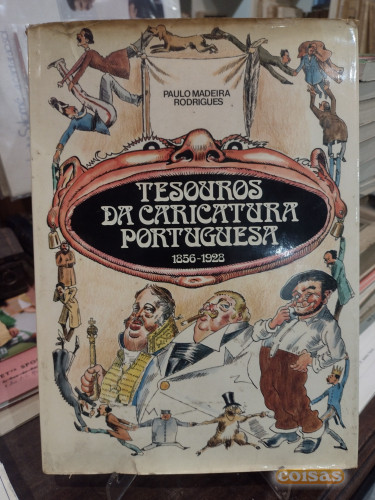 PAULO MADEIRA
RODRIGUES
TESOUROS
DA CARICATURA
PORTUGUESA
1856-1928
coisas